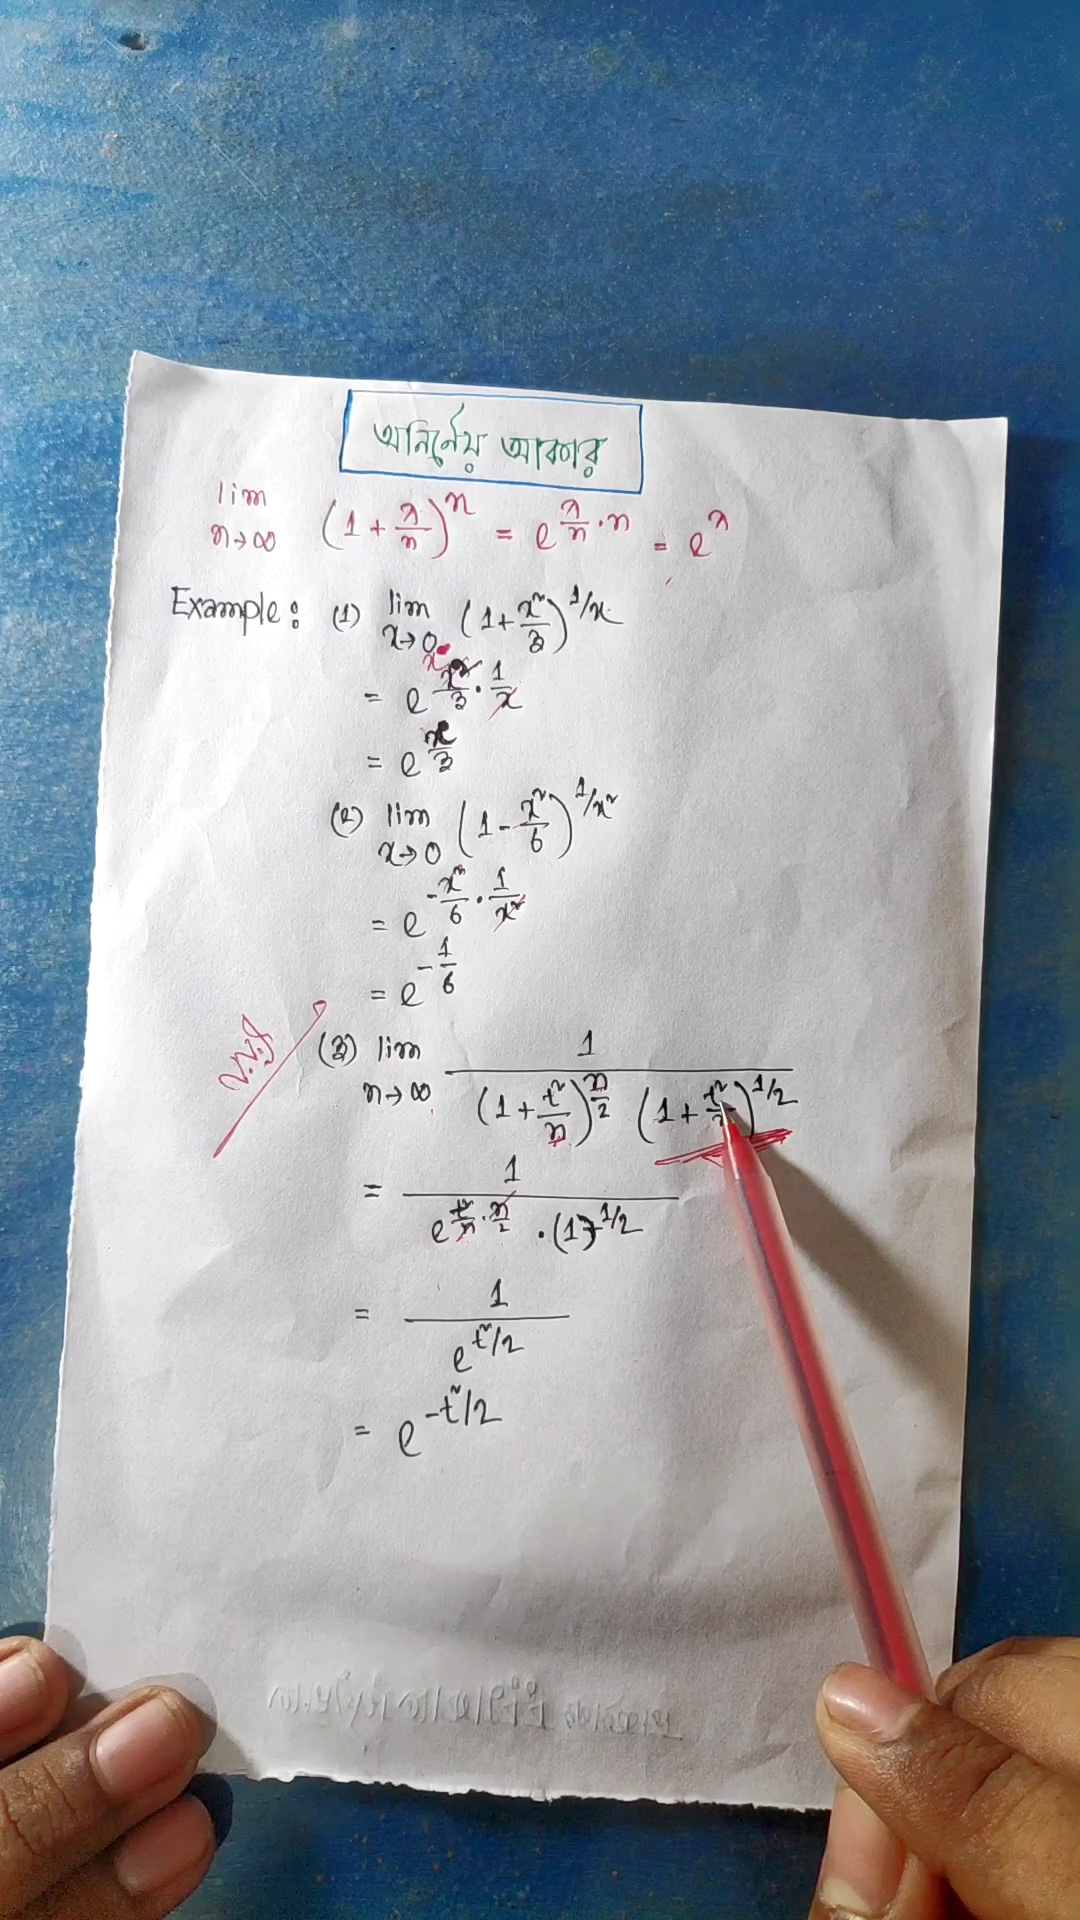 অনির্ণেয় আকার
lim n→∞ (1 + λ/n)^n = e^(λ/n · n) = e^λ
Example: (1) lim x→0 (1 + x²/3)^(1/x)
= e^(x²/3 · 1/x)
= e^(x/3)
(২) lim x→0 (1 - x²/6)^(1/x²)
= e^(-x²/6 · 1/x²)
= e^(-1/6)
v.v.I (3) lim n→∞ 1 / (1 + t²/n)^(n/2) (1 + t²/)^(1/2)
= 1 / e^(t²/n · n/2) · (1)^(1/2)
= 1 / e^(t²/2)
= e^(-t²/2)